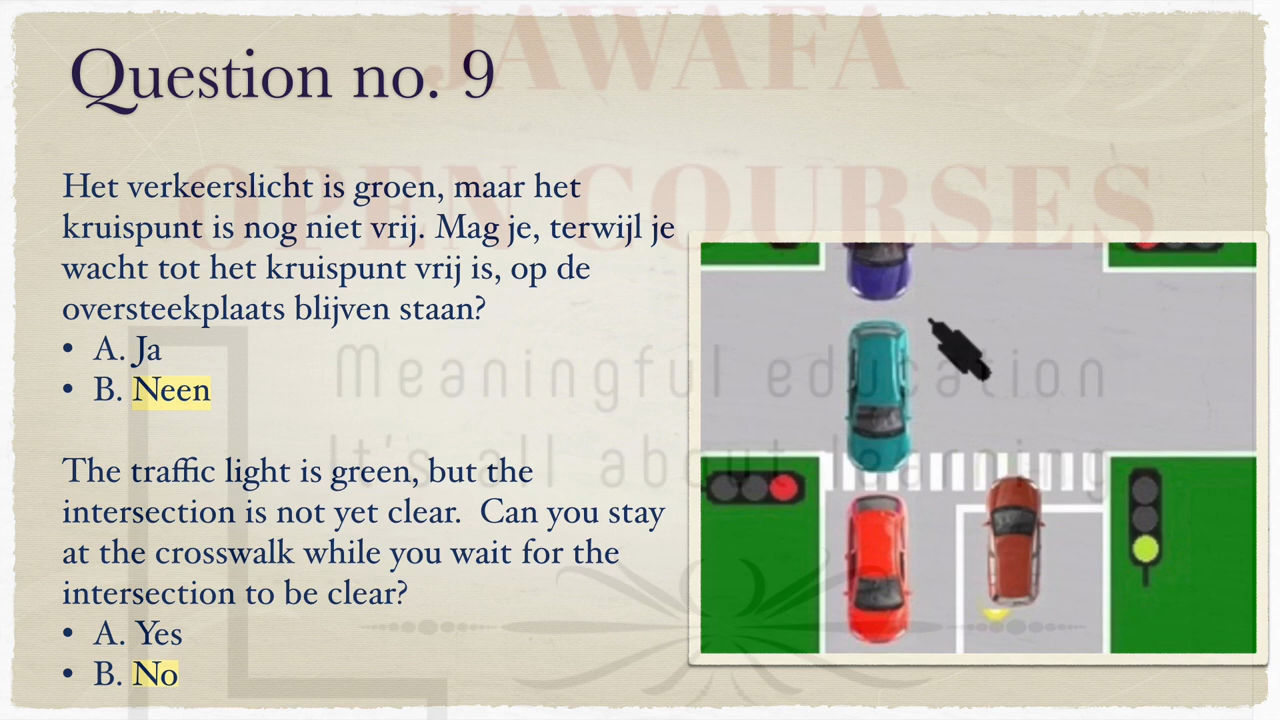 JAWAFA
Question no. 9
OPEN COURSES
Het verkeerslicht is groen, maar het
kruispunt is nog niet vrij. Mag je, terwijl je
wacht tot het kruispunt vrij is, op de
oversteekplaats blijven staan?
• A. Ja
• B. Neen
Meaningful education
It's all about learning
The traffic light is green, but the
intersection is not yet clear.  Can you stay
at the crosswalk while you wait for the
intersection to be clear?
• A. Yes
• B. No